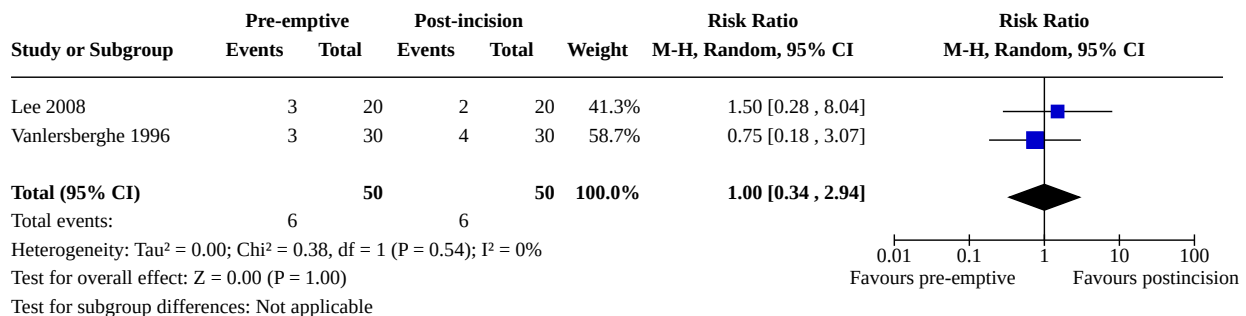 Pre-emptive Post-incision Risk Ratio Risk Ratio
Study or Subgroup Events Total Events Total Weight M-H, Random, 95% CI M-H, Random, 95% CI
Lee 2008 3 20 2 20 41.3% 1.50 [0.28 , 8.04]
Vanlersberghe 1996 3 30 4 30 58.7% 0.75 [0.18 , 3.07]
Total (95% CI) 50 50 100.0% 1.00 [0.34 , 2.94]
Total events: 6 6
Heterogeneity: Tau² = 0.00; Chi² = 0.38, df = 1 (P = 0.54); I² = 0%
0.01 0.1 1 10 100
Test for overall effect: Z = 0.00 (P = 1.00)
Favours pre-emptive Favours postincision
Test for subgroup differences: Not applicable